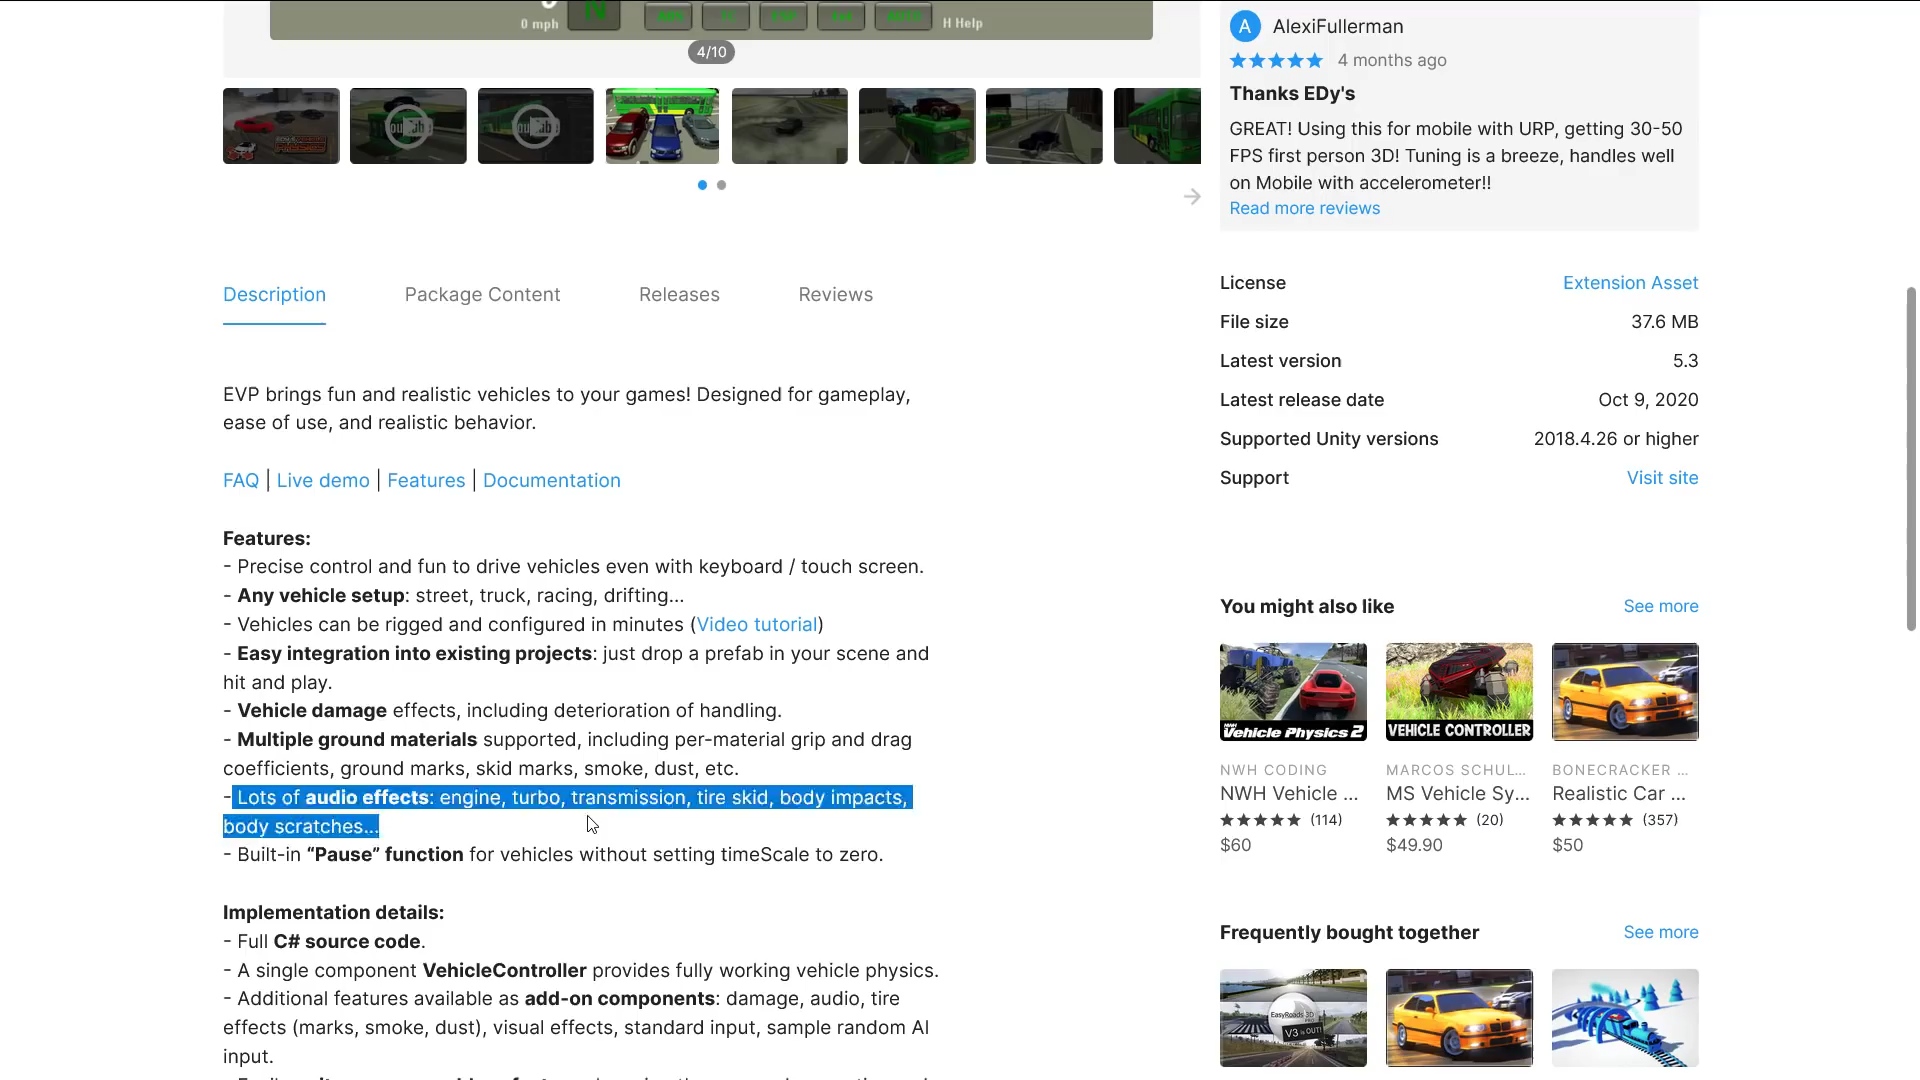 0 mph
N
H Help
4/10
A
AlexiFullerman
4 months ago
Thanks EDy's
GREAT! Using this for mobile with URP, getting 30-50
FPS first person 3D! Tuning is a breeze, handles well
on Mobile with accelerometer!!
Read more reviews
Description
Package Content
Releases
Reviews
EVP brings fun and realistic vehicles to your games! Designed for gameplay,
ease of use, and realistic behavior.
FAQ | Live demo | Features | Documentation
Features:
- Precise control and fun to drive vehicles even with keyboard / touch screen.
- Any vehicle setup: street, truck, racing, drifting...
- Vehicles can be rigged and configured in minutes (Video tutorial)
- Easy integration into existing projects: just drop a prefab in your scene and
hit and play.
- Vehicle damage effects, including deterioration of handling.
- Multiple ground materials supported, including per-material grip and drag
coefficients, ground marks, skid marks, smoke, dust, etc.
- Lots of audio effects: engine, turbo, transmission, tire skid, body impacts,
body scratches...
- Built-in “Pause” function for vehicles without setting timeScale to zero.
Implementation details:
- Full C# source code.
- A single component VehicleController provides fully working vehicle physics.
- Additional features available as add-on components: damage, audio, tire
effects (marks, smoke, dust), visual effects, standard input, sample random AI
input.
License
Extension Asset
File size
37.6 MB
Latest version
5.3
Latest release date
Oct 9, 2020
Supported Unity versions
2018.4.26 or higher
Support
Visit site
You might also like
See more
Vehicle Physics 2
VEHICLE CONTROLLER
NWH CODING
NWH Vehicle ...
(114)
$60
MARCOS SCHUL...
MS Vehicle Sy...
(20)
$49.90
BONECRACKER ...
Realistic Car ...
(357)
$50
Frequently bought together
See more
EasyRoads 3D
V3 is OUT!